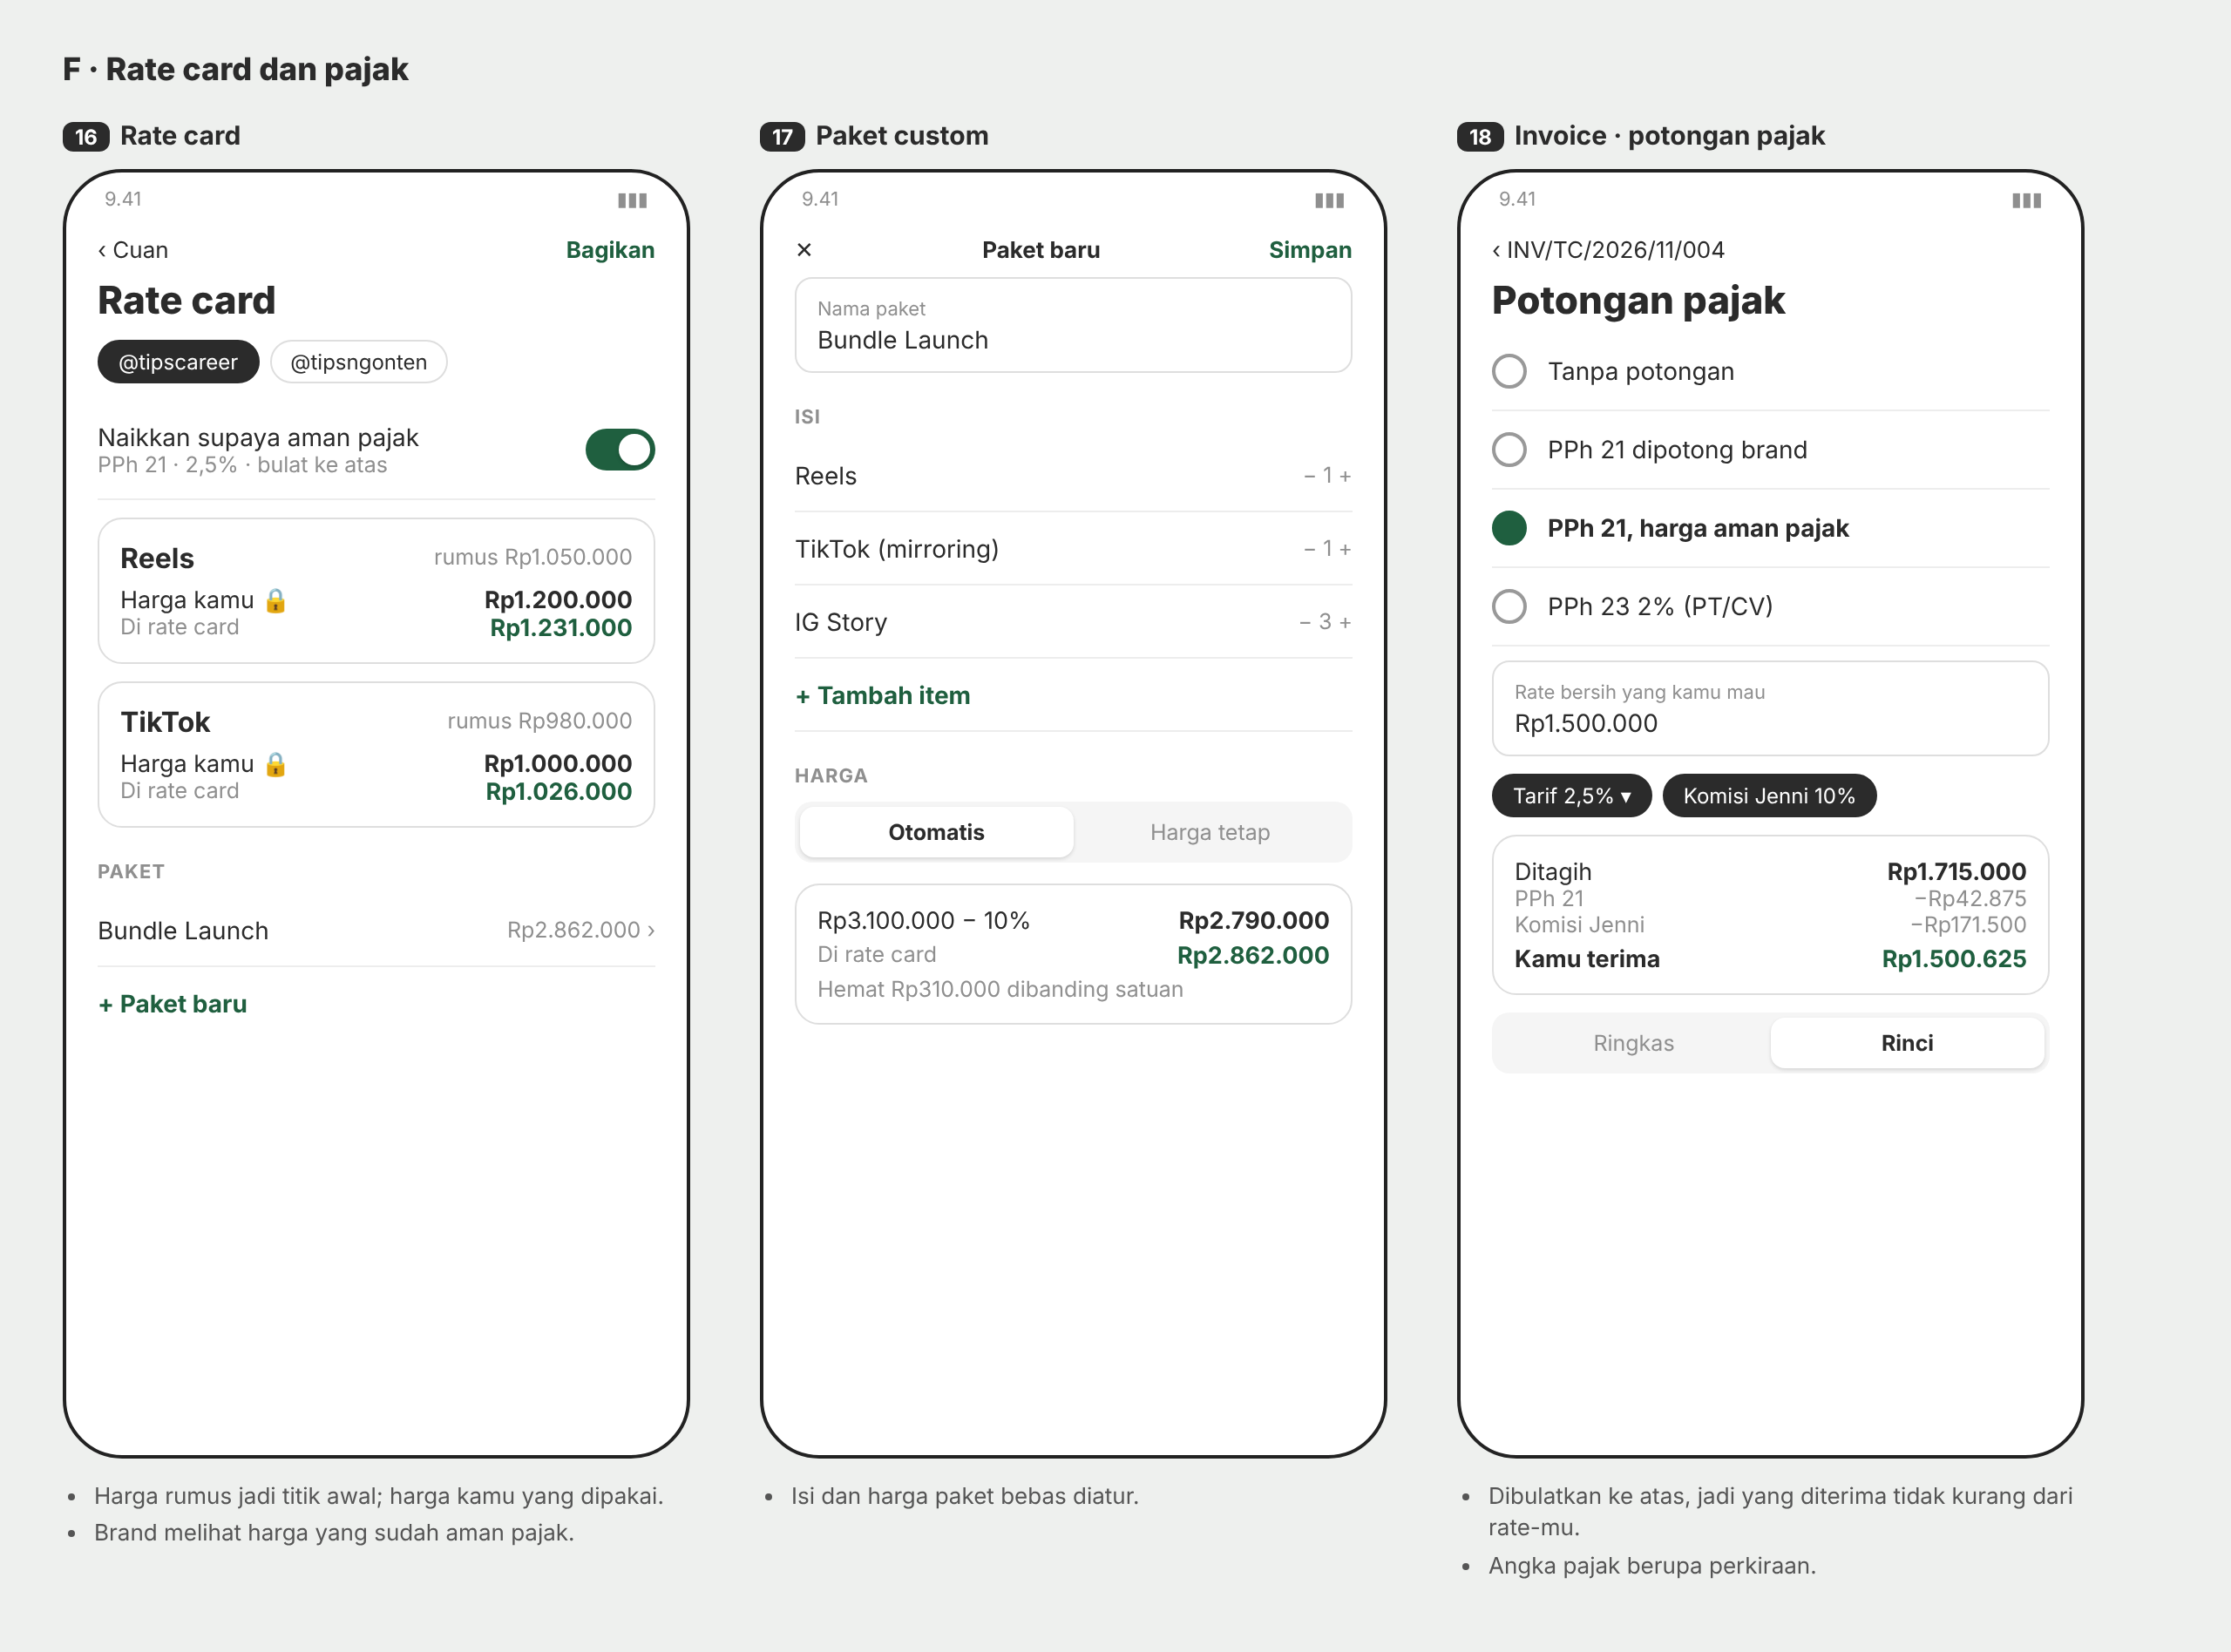 F · Rate card dan pajak
16 Rate card
9.41
‹ Cuan
Bagikan
Rate card
@tipscareer
@tipsngonten
Naikkan supaya aman pajak
PPh 21 · 2,5% · bulat ke atas
Reels
rumus Rp1.050.000
Harga kamu 🔒
Rp1.200.000
Di rate card
Rp1.231.000
TikTok
rumus Rp980.000
Harga kamu 🔒
Rp1.000.000
Di rate card
Rp1.026.000
PAKET
Bundle Launch
Rp2.862.000 ›
+ Paket baru
• Harga rumus jadi titik awal; harga kamu yang dipakai.
• Brand melihat harga yang sudah aman pajak.
17 Paket custom
9.41
✕
Paket baru
Simpan
Nama paket
Bundle Launch
ISI
Reels
− 1 +
TikTok (mirroring)
− 1 +
IG Story
− 3 +
+ Tambah item
HARGA
Otomatis
Harga tetap
Rp3.100.000 − 10%
Rp2.790.000
Di rate card
Rp2.862.000
Hemat Rp310.000 dibanding satuan
• Isi dan harga paket bebas diatur.
18 Invoice · potongan pajak
9.41
‹ INV/TC/2026/11/004
Potongan pajak
Tanpa potongan
PPh 21 dipotong brand
PPh 21, harga aman pajak
PPh 23 2% (PT/CV)
Rate bersih yang kamu mau
Rp1.500.000
Tarif 2,5% ▾
Komisi Jenni 10%
Ditagih
Rp1.715.000
PPh 21
−Rp42.875
Komisi Jenni
−Rp171.500
Kamu terima
Rp1.500.625
Ringkas
Rinci
• Dibulatkan ke atas, jadi yang diterima tidak kurang dari
rate-mu.
• Angka pajak berupa perkiraan.